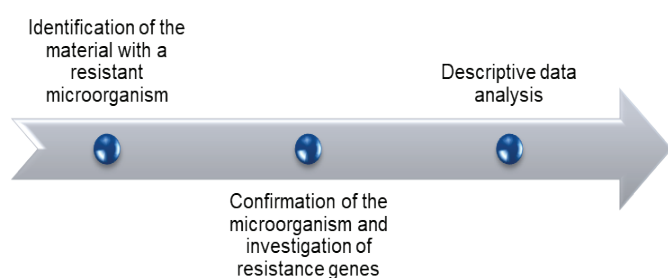 Identification of the
material with a
resistant
microorganism
Confirmation of the
microorganism and
investigation of
resistance genes
Descriptive data
analysis